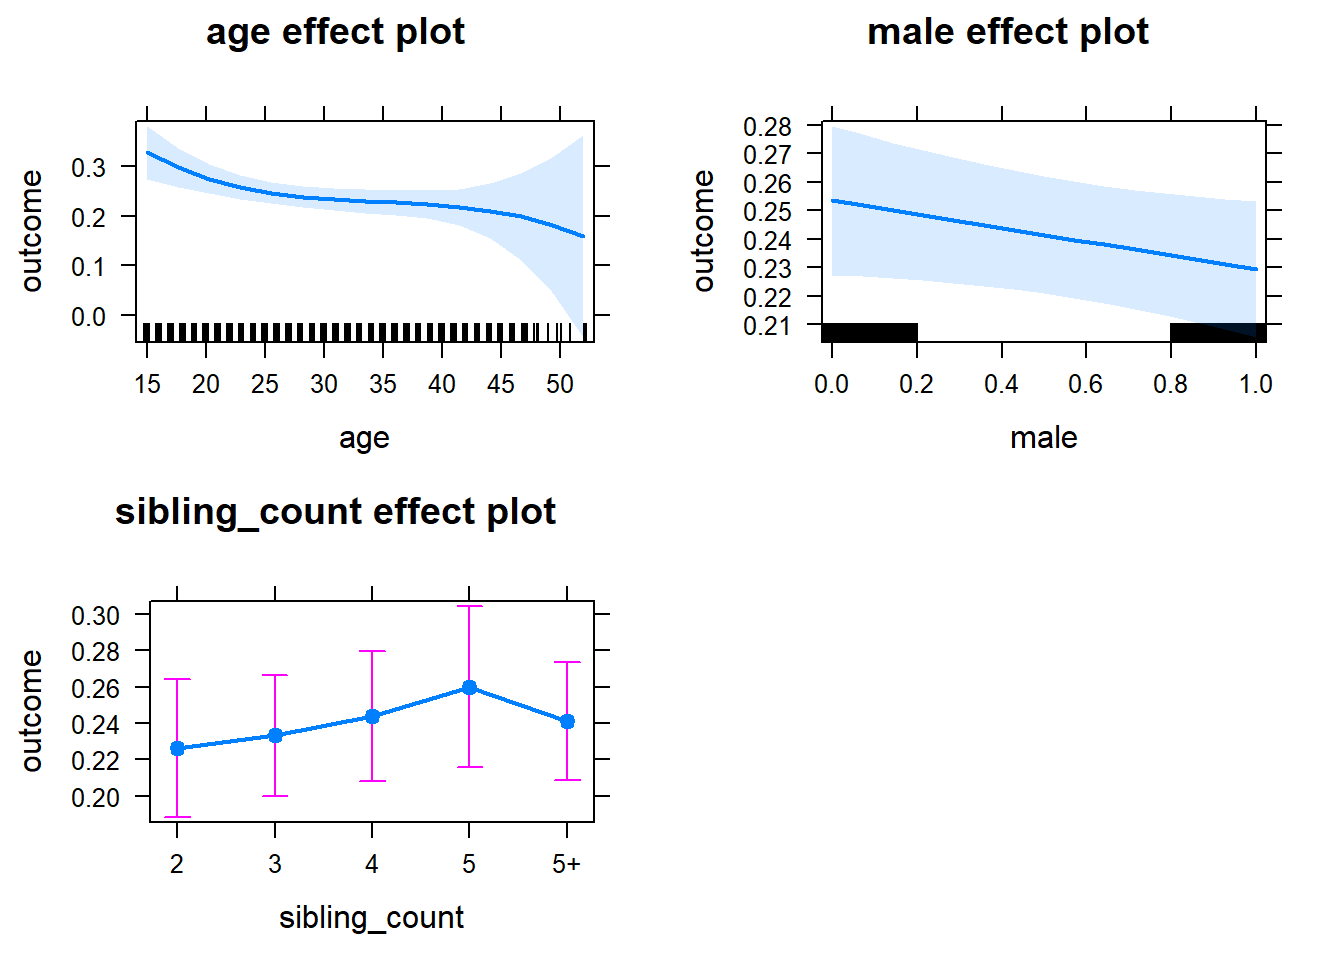 age effect plot
outcome
0.3
0.2
0.1
0.0
15 20 25 30 35 40 45 50
age
male effect plot
outcome
0.28
0.27
0.26
0.25
0.24
0.23
0.22
0.21
0.0 0.2 0.4 0.6 0.8 1.0
male
sibling_count effect plot
outcome
0.30
0.28
0.26
0.24
0.22
0.20
2 3 4 5 5+
sibling_count